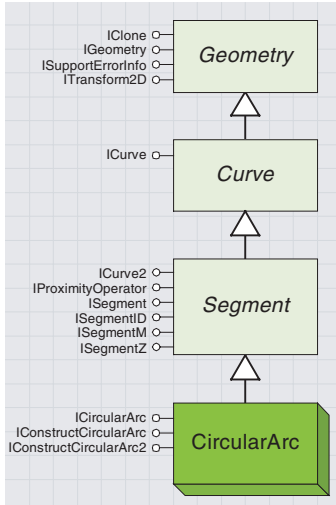 IClone
IGeometry
ISupportErrorInfo
ITransform2D
Geometry
ICurve
Curve
ICurve2
IProximityOperator
ISegment
ISegmentID
ISegmentM
ISegmentZ
Segment
ICircularArc
IConstructCircularArc
IConstructCircularArc2
CircularArc